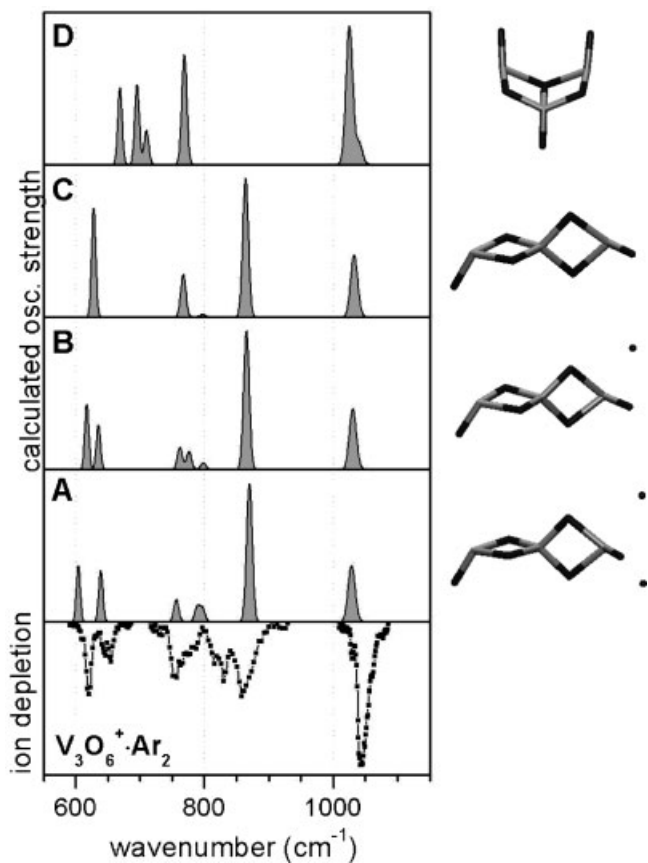 D
C
B
A
calculated osc. strength
ion depletion
V₃O₆⁺·Ar₂
600 800 1000
wavenumber (cm⁻¹)